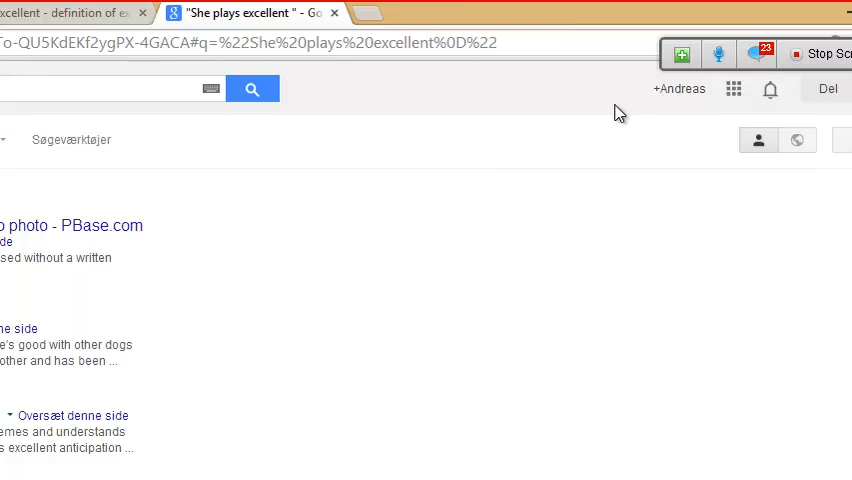 xcellent - definition of e
"She plays excellent " - Go
To-QU5KdEKf2ygPX-4GACA#q=%22She%20plays%20excellent%0D%22
23
Stop Scr
+Andreas
Del
Søgeværktøjer
o photo - PBase.com
de
sed without a written
ne side
e's good with other dogs
other and has been ...
Oversæt denne side
emes and understands
s excellent anticipation ...